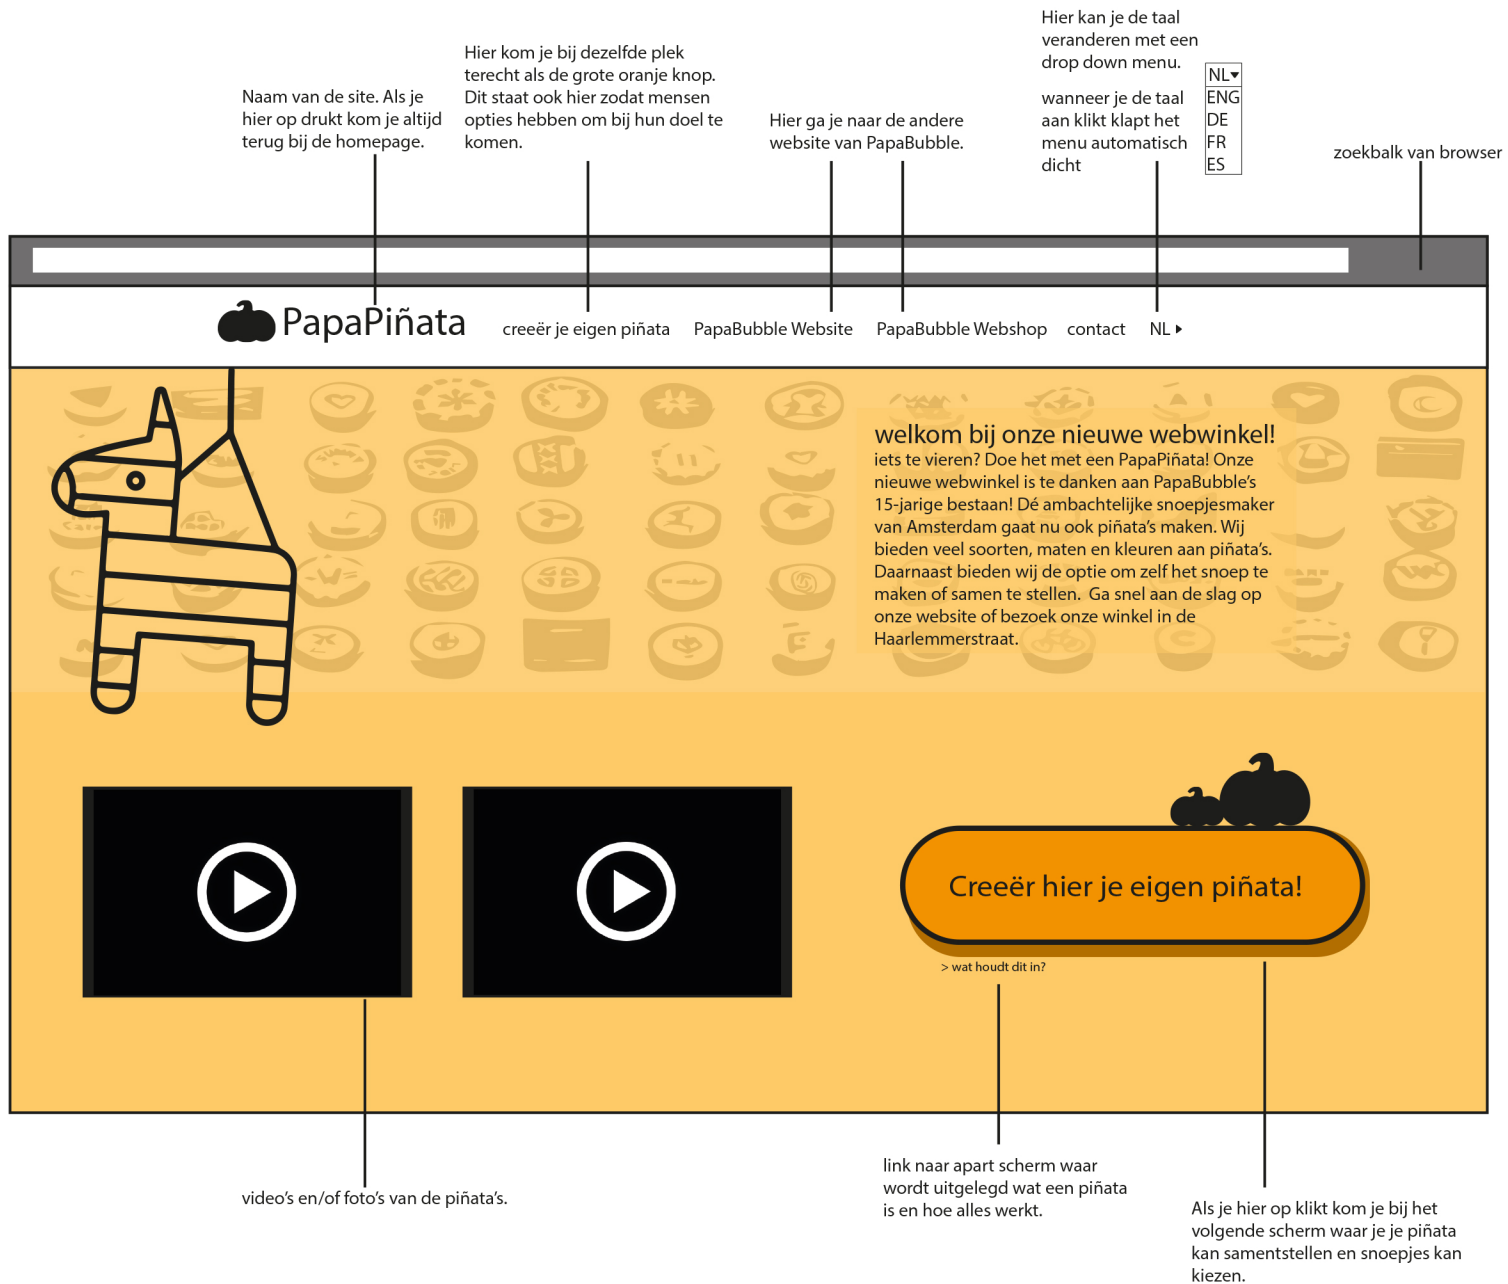 Hier kan je de taal
veranderen met een
drop down menu.
wanneer je de taal
aan klikt klapt het
menu automatisch
dicht
NL
ENG
DE
FR
ES
Hier kom je bij dezelfde plek
terecht als de grote oranje knop.
Dit staat ook hier zodat mensen
opties hebben om bij hun doel te
komen.
Naam van de site. Als je
hier op drukt kom je altijd
terug bij de homepage.
Hier ga je naar de andere
website van PapaBubble.
zoekbalk van browser
PapaPiñata
creeër je eigen piñata
PapaBubble Website
PapaBubble Webshop
contact
NL
welkom bij onze nieuwe webwinkel!
iets te vieren? Doe het met een PapaPiñata! Onze
nieuwe webwinkel is te danken aan PapaBubble’s
15-jarige bestaan! Dé ambachtelijke snoepjesmaker
van Amsterdam gaat nu ook piñata’s maken. Wij
bieden veel soorten, maten en kleuren aan piñata’s.
Daarnaast bieden wij de optie om zelf het snoep te
maken of samen te stellen. Ga snel aan de slag op
onze website of bezoek onze winkel in de
Haarlemmerstraat.
Creeër hier je eigen piñata!
> wat houdt dit in?
video’s en/of foto’s van de piñata’s.
link naar apart scherm waar
wordt uitgelegd wat een piñata
is en hoe alles werkt.
Als je hier op klikt kom je bij het
volgende scherm waar je je piñata
kan samentstellen en snoepjes kan
kiezen.